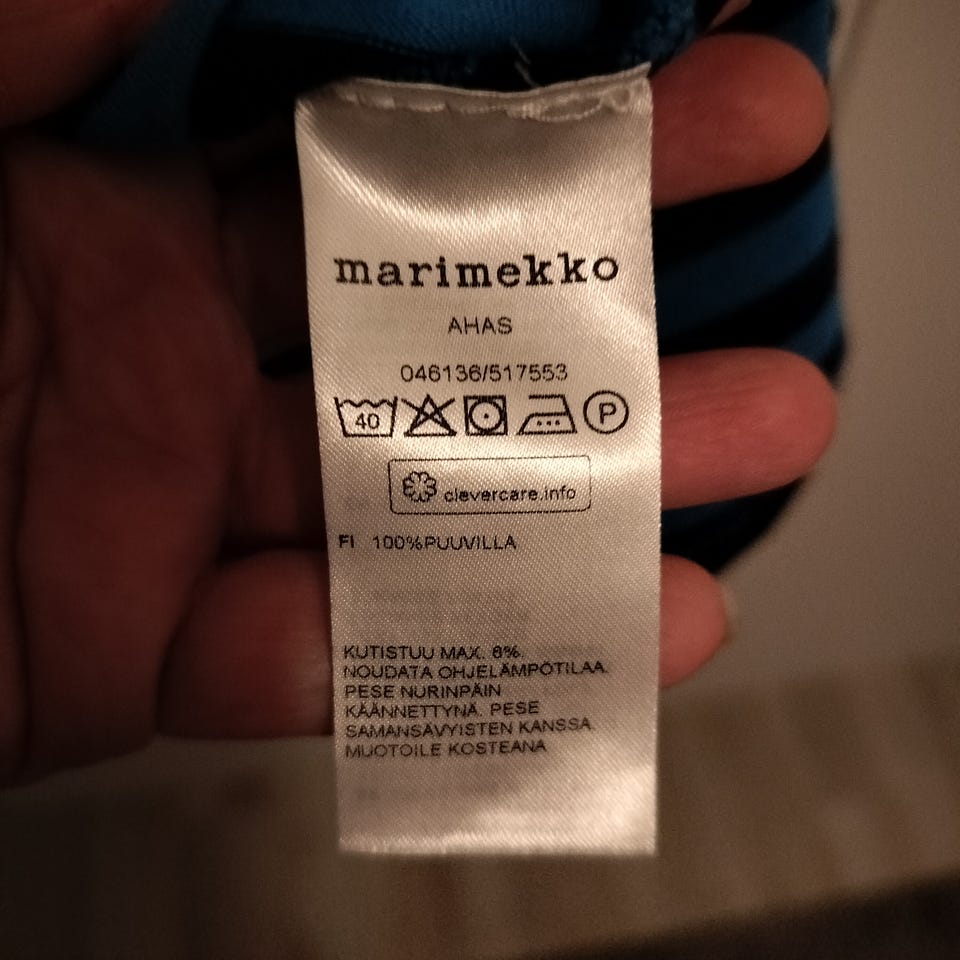 marimekko
AHAS
046136/517553
40 P
clevercare.info
FI 100%PUUVILLA
KUTISTUU MAX. 6%.
NOUDATA OHJELÄMPÖTILAA.
PESE NURINPÄIN
KÄÄNNETTYNÄ. PESE
SAMANSÄVYISTEN KANSSA.
MUOTOILE KOSTEANA